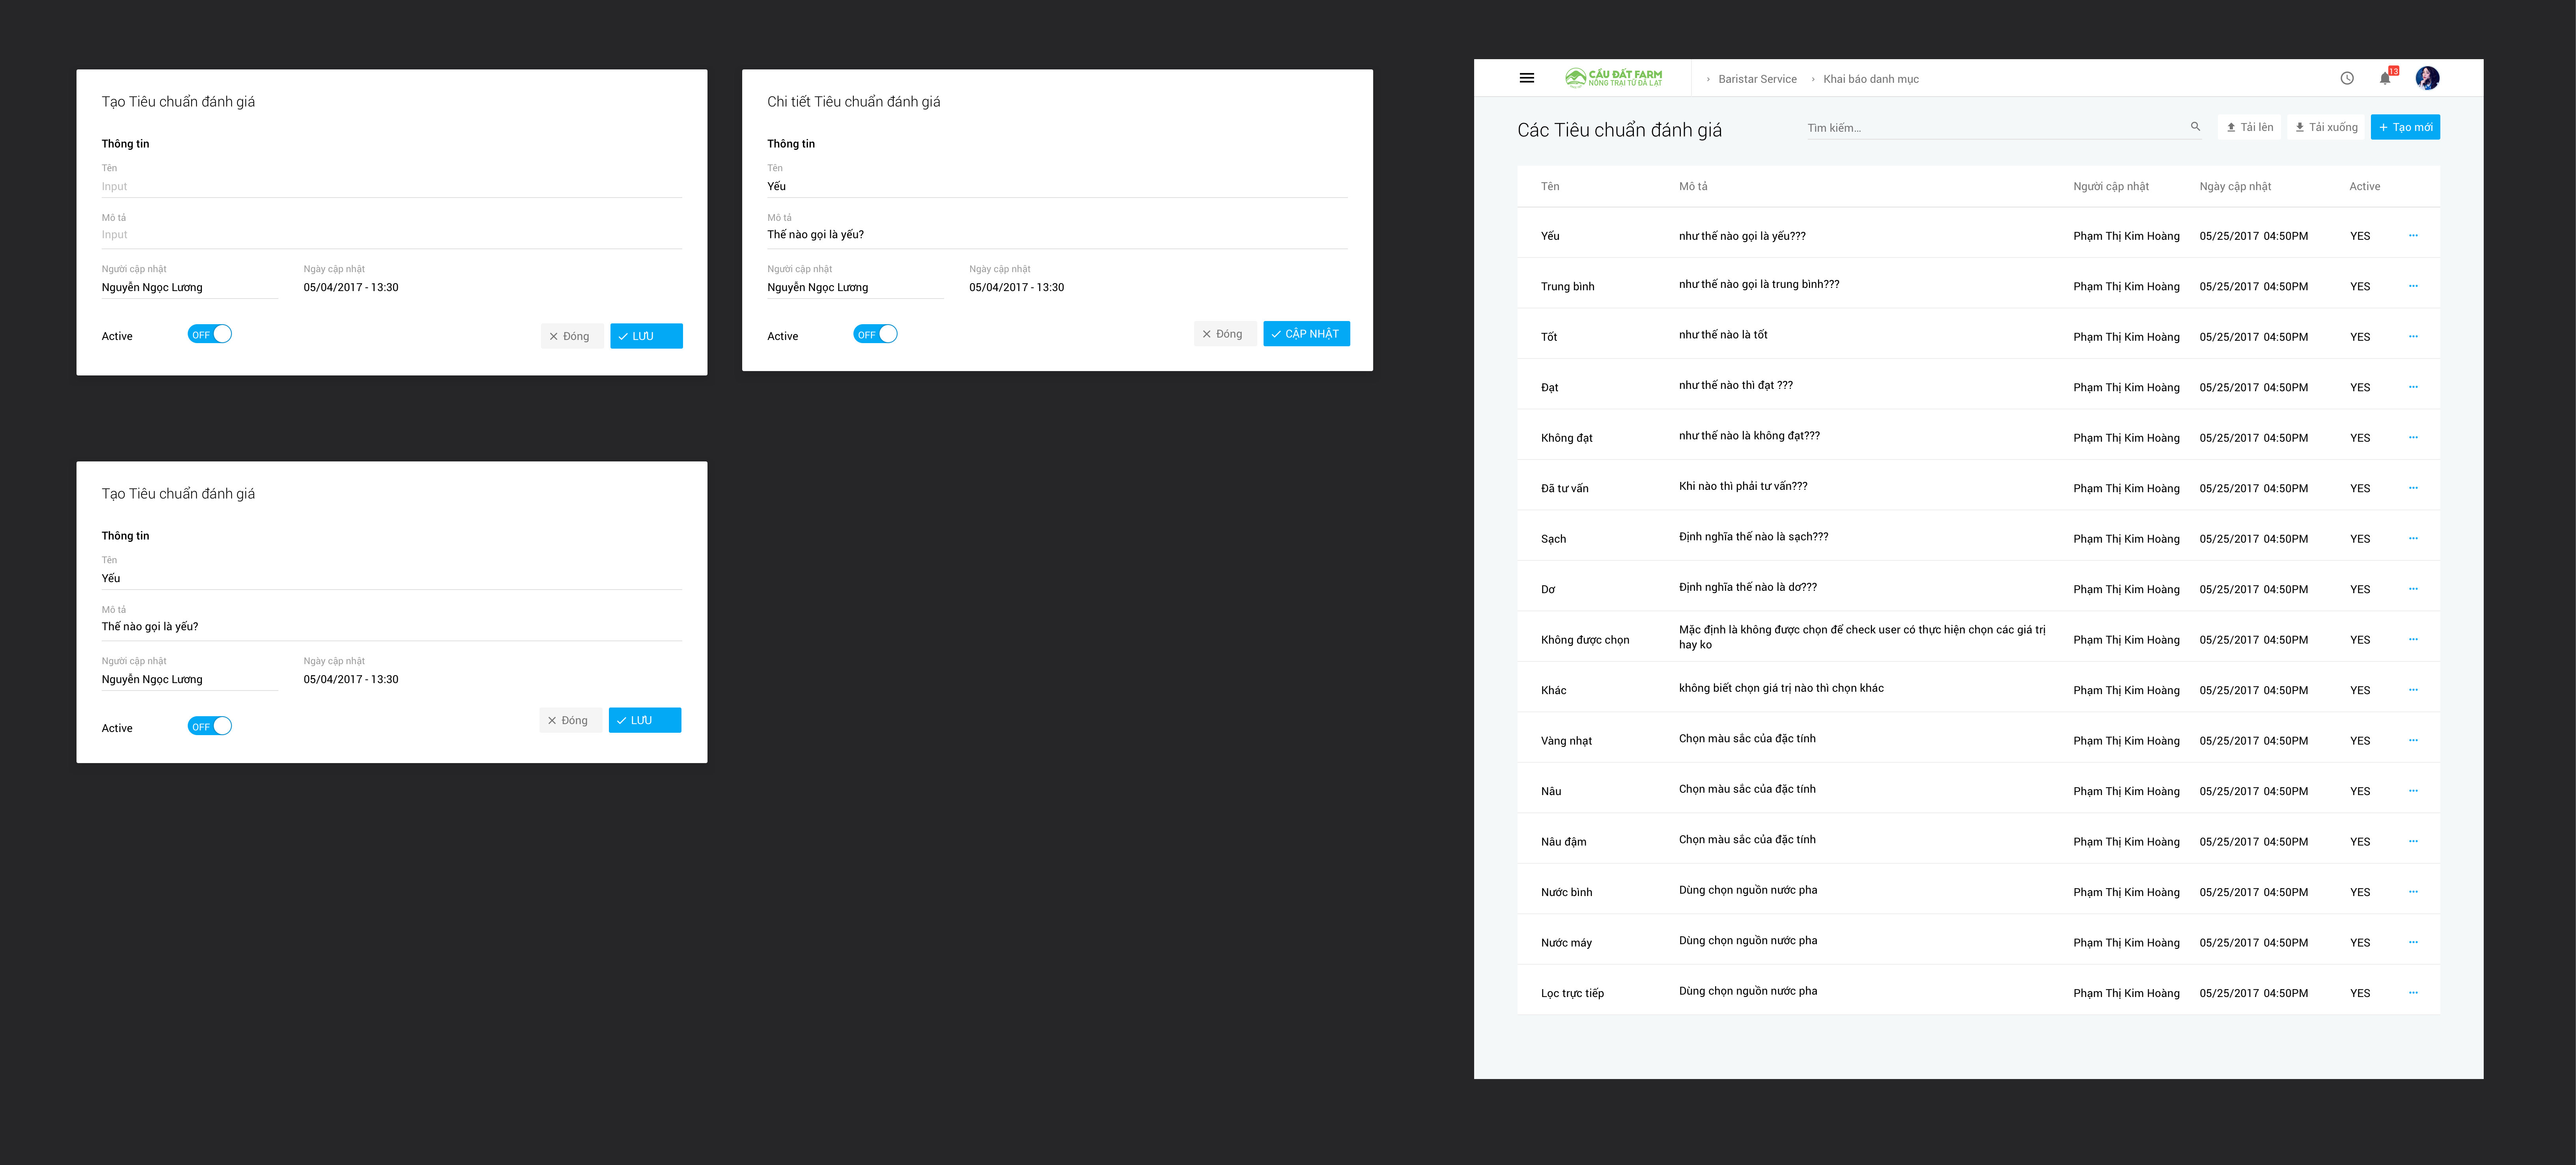 Tạo Tiêu chuẩn đánh giá
Thông tin
Tên
Input
Mô tả
Input
Người cập nhật Ngày cập nhật
Nguyễn Ngọc Lương 05/04/2017 - 13:30
Active OFF Đóng LƯU
Chi tiết Tiêu chuẩn đánh giá
Thông tin
Tên
Yếu
Mô tả
Thế nào gọi là yếu?
Người cập nhật Ngày cập nhật
Nguyễn Ngọc Lương 05/04/2017 - 13:30
Active OFF Đóng CẬP NHẬT
Tạo Tiêu chuẩn đánh giá
Thông tin
Tên
Yếu
Mô tả
Thế nào gọi là yếu?
Người cập nhật Ngày cập nhật
Nguyễn Ngọc Lương 05/04/2017 - 13:30
Active OFF Đóng LƯU
CẦU ĐẤT FARM
NÔNG TRẠI TỪ ĐÀ LẠT
› Baristar Service › Khai báo danh mục 13
Các Tiêu chuẩn đánh giá Tìm kiếm... Tải lên Tải xuống + Tạo mới
Tên Mô tả Người cập nhật Ngày cập nhật Active
Yếu như thế nào gọi là yếu??? Phạm Thị Kim Hoàng 05/25/2017 04:50PM YES ...
Trung bình như thế nào gọi là trung bình??? Phạm Thị Kim Hoàng 05/25/2017 04:50PM YES ...
Tốt như thế nào là tốt Phạm Thị Kim Hoàng 05/25/2017 04:50PM YES ...
Đạt như thế nào thì đạt ??? Phạm Thị Kim Hoàng 05/25/2017 04:50PM YES ...
Không đạt như thế nào là không đạt??? Phạm Thị Kim Hoàng 05/25/2017 04:50PM YES ...
Đã tư vấn Khi nào thì phải tư vấn??? Phạm Thị Kim Hoàng 05/25/2017 04:50PM YES ...
Sạch Định nghĩa thế nào là sạch??? Phạm Thị Kim Hoàng 05/25/2017 04:50PM YES ...
Dơ Định nghĩa thế nào là dơ??? Phạm Thị Kim Hoàng 05/25/2017 04:50PM YES ...
Không được chọn Mặc định là không được chọn để check user có thực hiện chọn các giá trị
hay ko Phạm Thị Kim Hoàng 05/25/2017 04:50PM YES ...
Khác không biết chọn giá trị nào thì chọn khác Phạm Thị Kim Hoàng 05/25/2017 04:50PM YES ...
Vàng nhạt Chọn màu sắc của đặc tính Phạm Thị Kim Hoàng 05/25/2017 04:50PM YES ...
Nâu Chọn màu sắc của đặc tính Phạm Thị Kim Hoàng 05/25/2017 04:50PM YES ...
Nâu đậm Chọn màu sắc của đặc tính Phạm Thị Kim Hoàng 05/25/2017 04:50PM YES ...
Nước bình Dùng chọn nguồn nước pha Phạm Thị Kim Hoàng 05/25/2017 04:50PM YES ...
Nước máy Dùng chọn nguồn nước pha Phạm Thị Kim Hoàng 05/25/2017 04:50PM YES ...
Lọc trực tiếp Dùng chọn nguồn nước pha Phạm Thị Kim Hoàng 05/25/2017 04:50PM YES ...